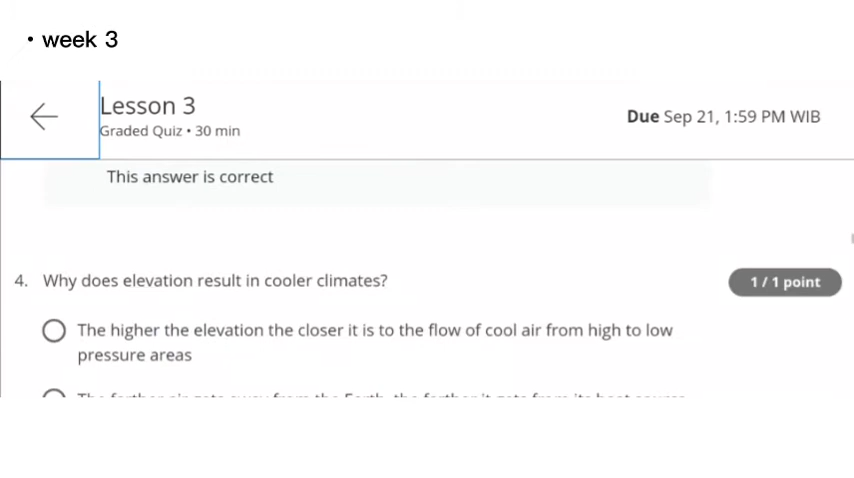 • week 3
Lesson 3
Graded Quiz • 30 min
Due Sep 21, 1:59 PM WIB
This answer is correct
4. Why does elevation result in cooler climates?
1 / 1 point
The higher the elevation the closer it is to the flow of cool air from high to low
pressure areas